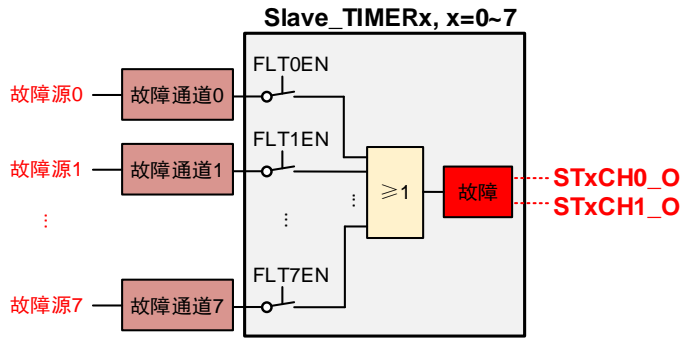 Slave_TIMERx, x=0~7
FLT0EN
故障源0
故障通道0
FLT1EN
故障源1
故障通道1
≥1
故障
STxCH0_O
STxCH1_O
⋮
⋮
⋮
FLT7EN
故障源7
故障通道7